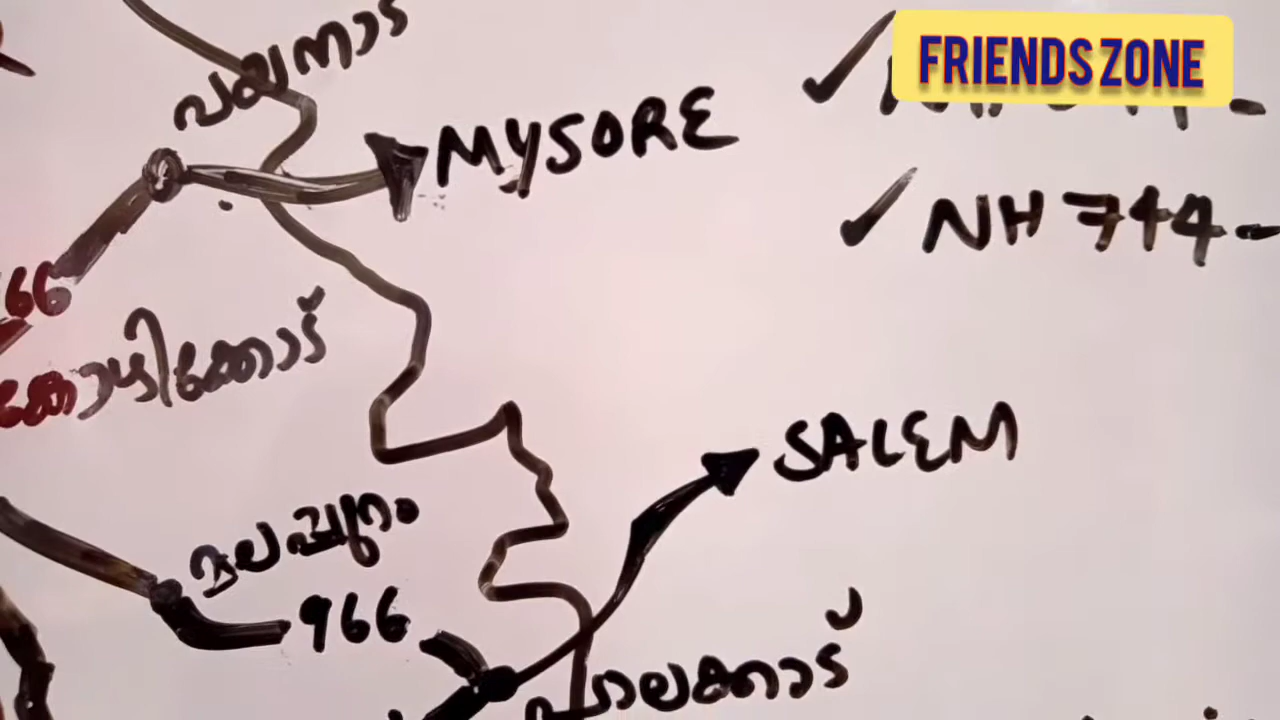 FRIENDS ZONE
വയനാട്
MYSORE
NH 744-
66
കോഴിക്കോട്
SALEM
മലപ്പുറം
966
പാലക്കാട്